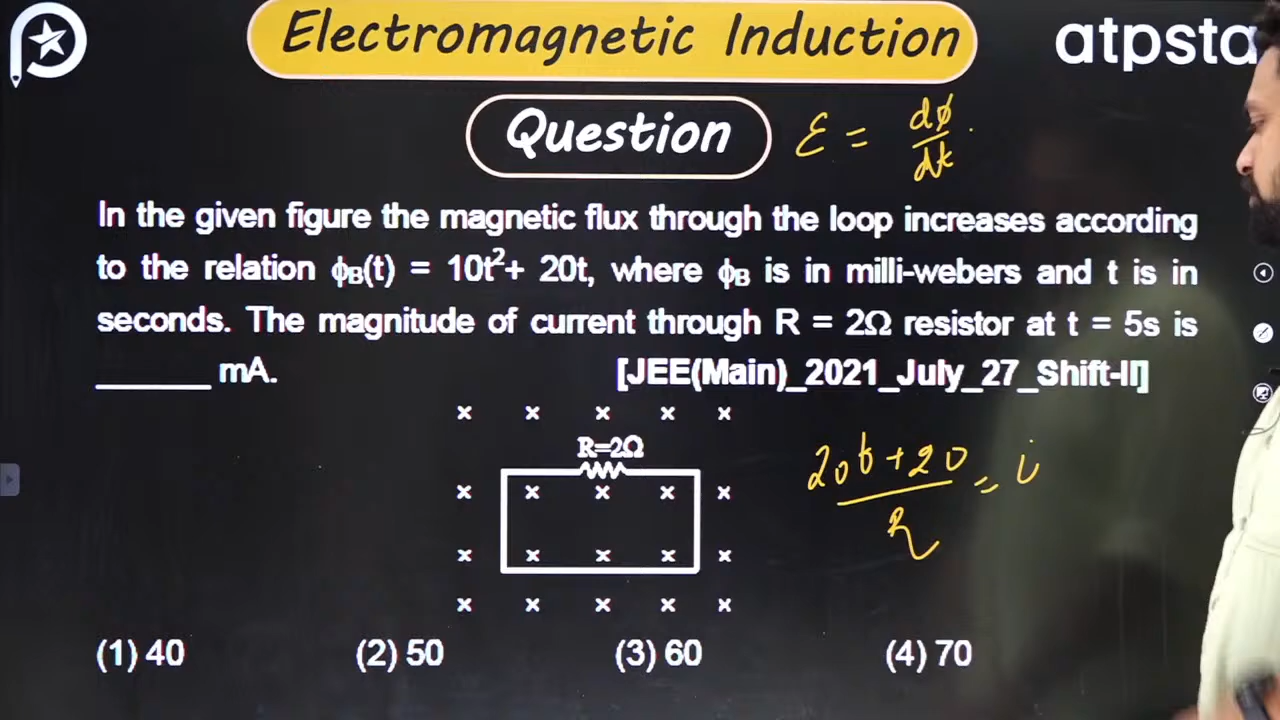 Electromagnetic Induction
atpsta
Question
ε = dφ/dt
In the given figure the magnetic flux through the loop increases according
to the relation ϕB(t) = 10t²+ 20t, where ϕB is in milli-webers and t is in
seconds. The magnitude of current through R = 2Ω resistor at t = 5s is
______ mA.
[JEE(Main)_2021_July_27_Shift-II]
× × × × ×
R=2Ω
× × × × ×
× × × × ×
× × × × ×
20t+20/R = i
(1) 40
(2) 50
(3) 60
(4) 70